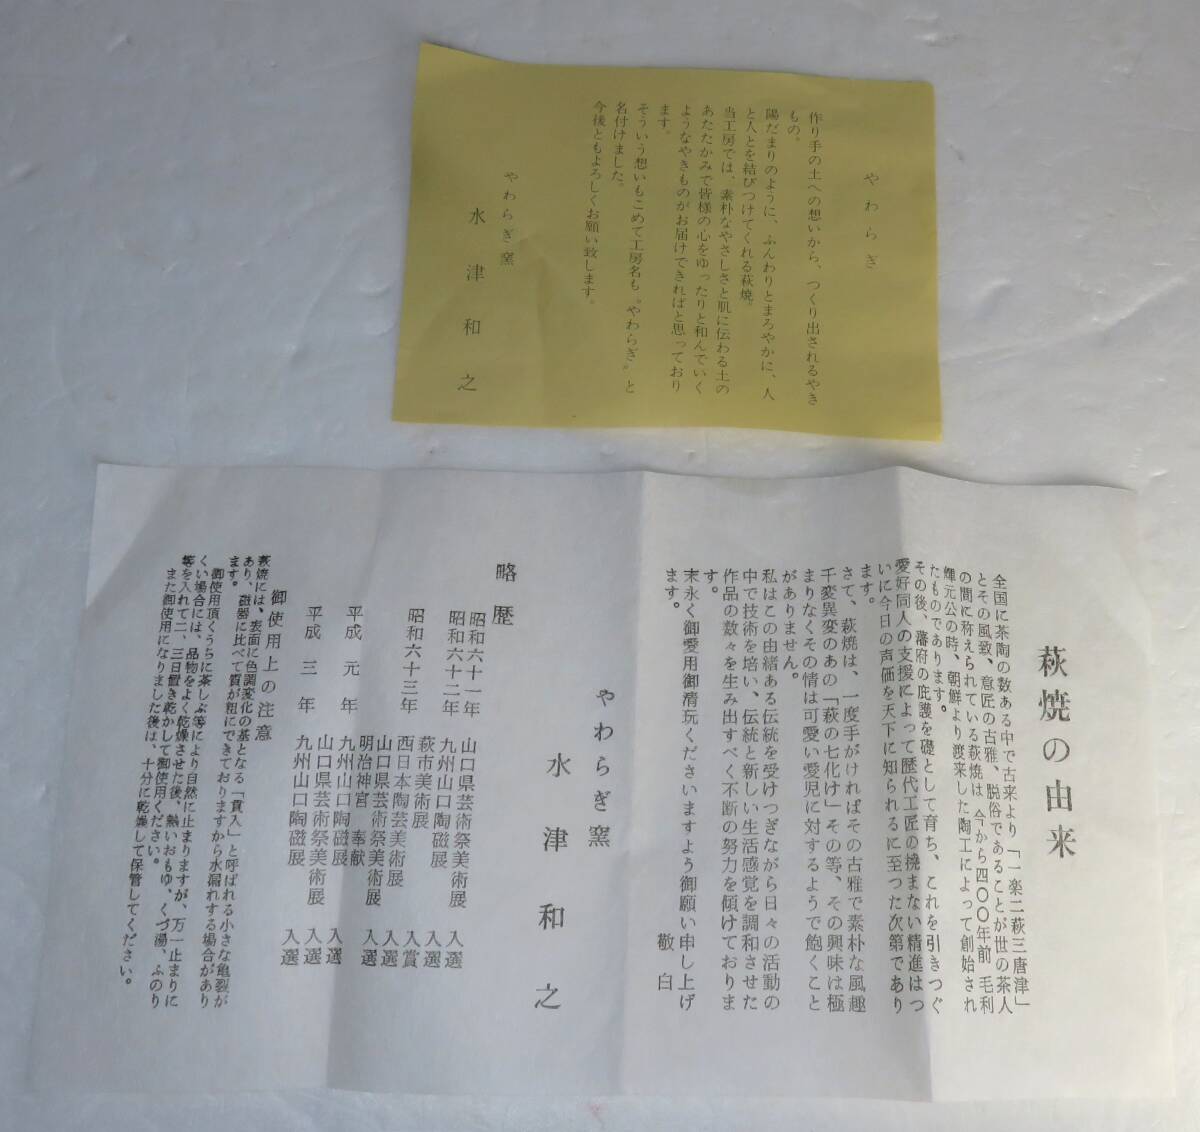 やわらぎ
作り手の土への想いから、つくり出されるやき
もの。
陽だまりのように、ふんわりとまろやかに、人
と人とを結びつけてくれる萩焼。
当工房では、素朴なやさしさと肌に伝わる土の
あたたかみで皆様の心をゆったりと和んでいく
ようなやきものがお届けできればと思っており
ます。
そういう想いもこめて工房名も〝やわらぎ〟と
名付けました。
今後ともよろしくお願い致します。
やわらぎ窯
水津和之
萩焼の由来
全国に茶陶の数ある中で古来より「一楽二萩三唐津」
とその風致、意匠の古雅、脱俗であることが世の茶人
の間に称えられている萩焼は、今から四〇〇年前 毛利
輝元公の時、朝鮮より渡来した陶工によって創始され
たものであります。
その後、藩府の庇護を礎として育ち、これを引きつぐ
愛好同人の支援によって歴代工匠の撓まない精進はつ
いに今日の声価を天下に知られるに至った次第であり
ます。
さて、萩焼は、一度手がければその古雅で素朴な風趣
千変異変のあの「萩の七化け」その等、その興味は極
まりなくその情は可愛い愛児に対するようで飽くこと
がありません。
私はこの由緒ある伝統を受けつぎながら日々の活動の
中で技術を培い、伝統と新しい生活感覚を調和させた
作品の数々を生み出すべく不断の努力を傾けておりま
す。
末永く御愛用御清玩くださいますよう御願い申し上げ
ます。
敬白
やわらぎ窯
水津和之
略歴
昭和六十一年 山口県芸術祭美術展 入選
昭和六十二年 九州山口陶磁展 入選
萩市美術展 入賞
昭和六十三年 西日本陶芸美術展 入選
山口県芸術祭美術展 入選
明治神宮 奉献
平成元年 九州山口陶磁展 入選
山口県芸術祭美術展 入選
平成三年 九州山口陶磁展 入選
御使用上の注意
萩焼には、表面に色調変化の基となる「貫入」と呼ばれる小さな亀裂が
あり、磁器に比べて質が粗にできておりますから水漏れする場合があり
ます。
御使用頂くうちに茶しぶ等により自然に止まりますが、万一止まりに
くい場合には、品物をよく乾燥させた後、熱いおもゆ、くづ湯、ふのり
等を入れて二、三日置き乾かして御使用ください。
また御使用になりました後は、十分に乾燥して保管してください。